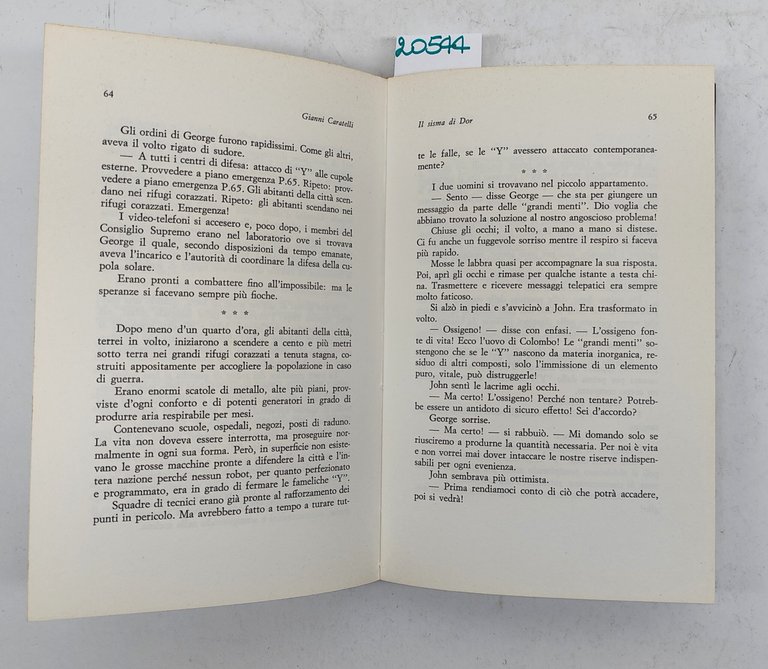 20544
64
Gianni Caratelli
Gli ordini di George furono rapidissimi. Come gli altri,
aveva il volto rigato di sudore.
— A tutti i centri di difesa: attacco di "Y" alle cupole
esterne. Provvedere a piano emergenza P.65. Ripeto: prov-
vedere a piano emergenza P.65. Gli abitanti della città scen-
dano nei rifugi corazzati. Ripeto: gli abitanti scendano nei
rifugi corazzati. Emergenza!
I video-telefoni si accesero e, poco dopo, i membri del
Consiglio Supremo erano nel laboratorio ove si trovava
George il quale, secondo disposizioni da tempo emanate,
aveva l'incarico e l'autorità di coordinare la difesa della cu-
pola solare.
Erano pronti a combattere fino all'impossibile: ma le
speranze si facevano sempre più fioche.
* * *
Dopo meno d'un quarto d'ora, gli abitanti della città,
terrei in volto, iniziarono a scendere a cento e più metri
sotto terra nei grandi rifugi corazzati a tenuta stagna, co-
struiti appositamente per accogliere la popolazione in caso
di guerra.
Erano enormi scatole di metallo, alte più piani, prov-
viste d'ogni conforto e di potenti generatori in grado di
produrre aria respirabile per mesi.
Contenevano scuole, ospedali, negozi, posti di raduno.
La vita non doveva essere interrotta, ma proseguire nor-
malmente in ogni sua forma. Però, in superficie non esiste-
vano le grosse macchine pronte a difendere la città e l'in-
tera nazione perché nessun robot, per quanto perfezionato
e programmato, era in grado di fermare le fameliche "Y".
Squadre di tecnici erano già pronte al rafforzamento dei
punti in pericolo. Ma avrebbero fatto a tempo a turare tut-
Il sisma di Dor
65
te le falle, se le "Y" avessero attaccato contemporanea-
mente?
* * *
I due uomini si trovavano nel piccolo appartamento.
— Sento — disse George — che sta per giungere un
messaggio da parte delle "grandi menti". Dio voglia che
abbiano trovato la soluzione al nostro angoscioso problema!
Chiuse gli occhi; il volto, a mano a mano si distese.
Ci fu anche un fuggevole sorriso mentre il respiro si faceva
più rapido.
Mosse le labbra quasi per accompagnare la sua risposta.
Poi, aprì gli occhi e rimase per qualche istante a testa china.
Trasmettere e ricevere messaggi telepatici era sempre
molto faticoso.
Si alzò in piedi e s'avvicinò a John. Era trasformato in
volto.
— Ossigeno! — disse con enfasi. — L'ossigeno fon-
te di vita! Ecco l'uovo di Colombo! Le "grandi menti" so-
stengono che se le "Y" nascono da materia inorganica, re-
siduo di altri composti, solo l'immissione di un elemento
puro, vitale, può distruggerle!
John sentì le lacrime agli occhi.
— Ma certo! L'ossigeno! Perché non tentare? Potreb-
be essere un antidoto di sicuro effetto! Sei d'accordo?
George sorrise.
— Ma certo! — si rabbuiò. — Mi domando solo se
riusciremo a produrne la quantità necessaria. Per noi è vita
e non vorrei mai dover intaccare le nostre riserve indispen-
sabili per ogni evenienza.
John sembrava più ottimista.
— Prima rendiamoci conto di ciò che potrà accadere,
poi si vedrà!